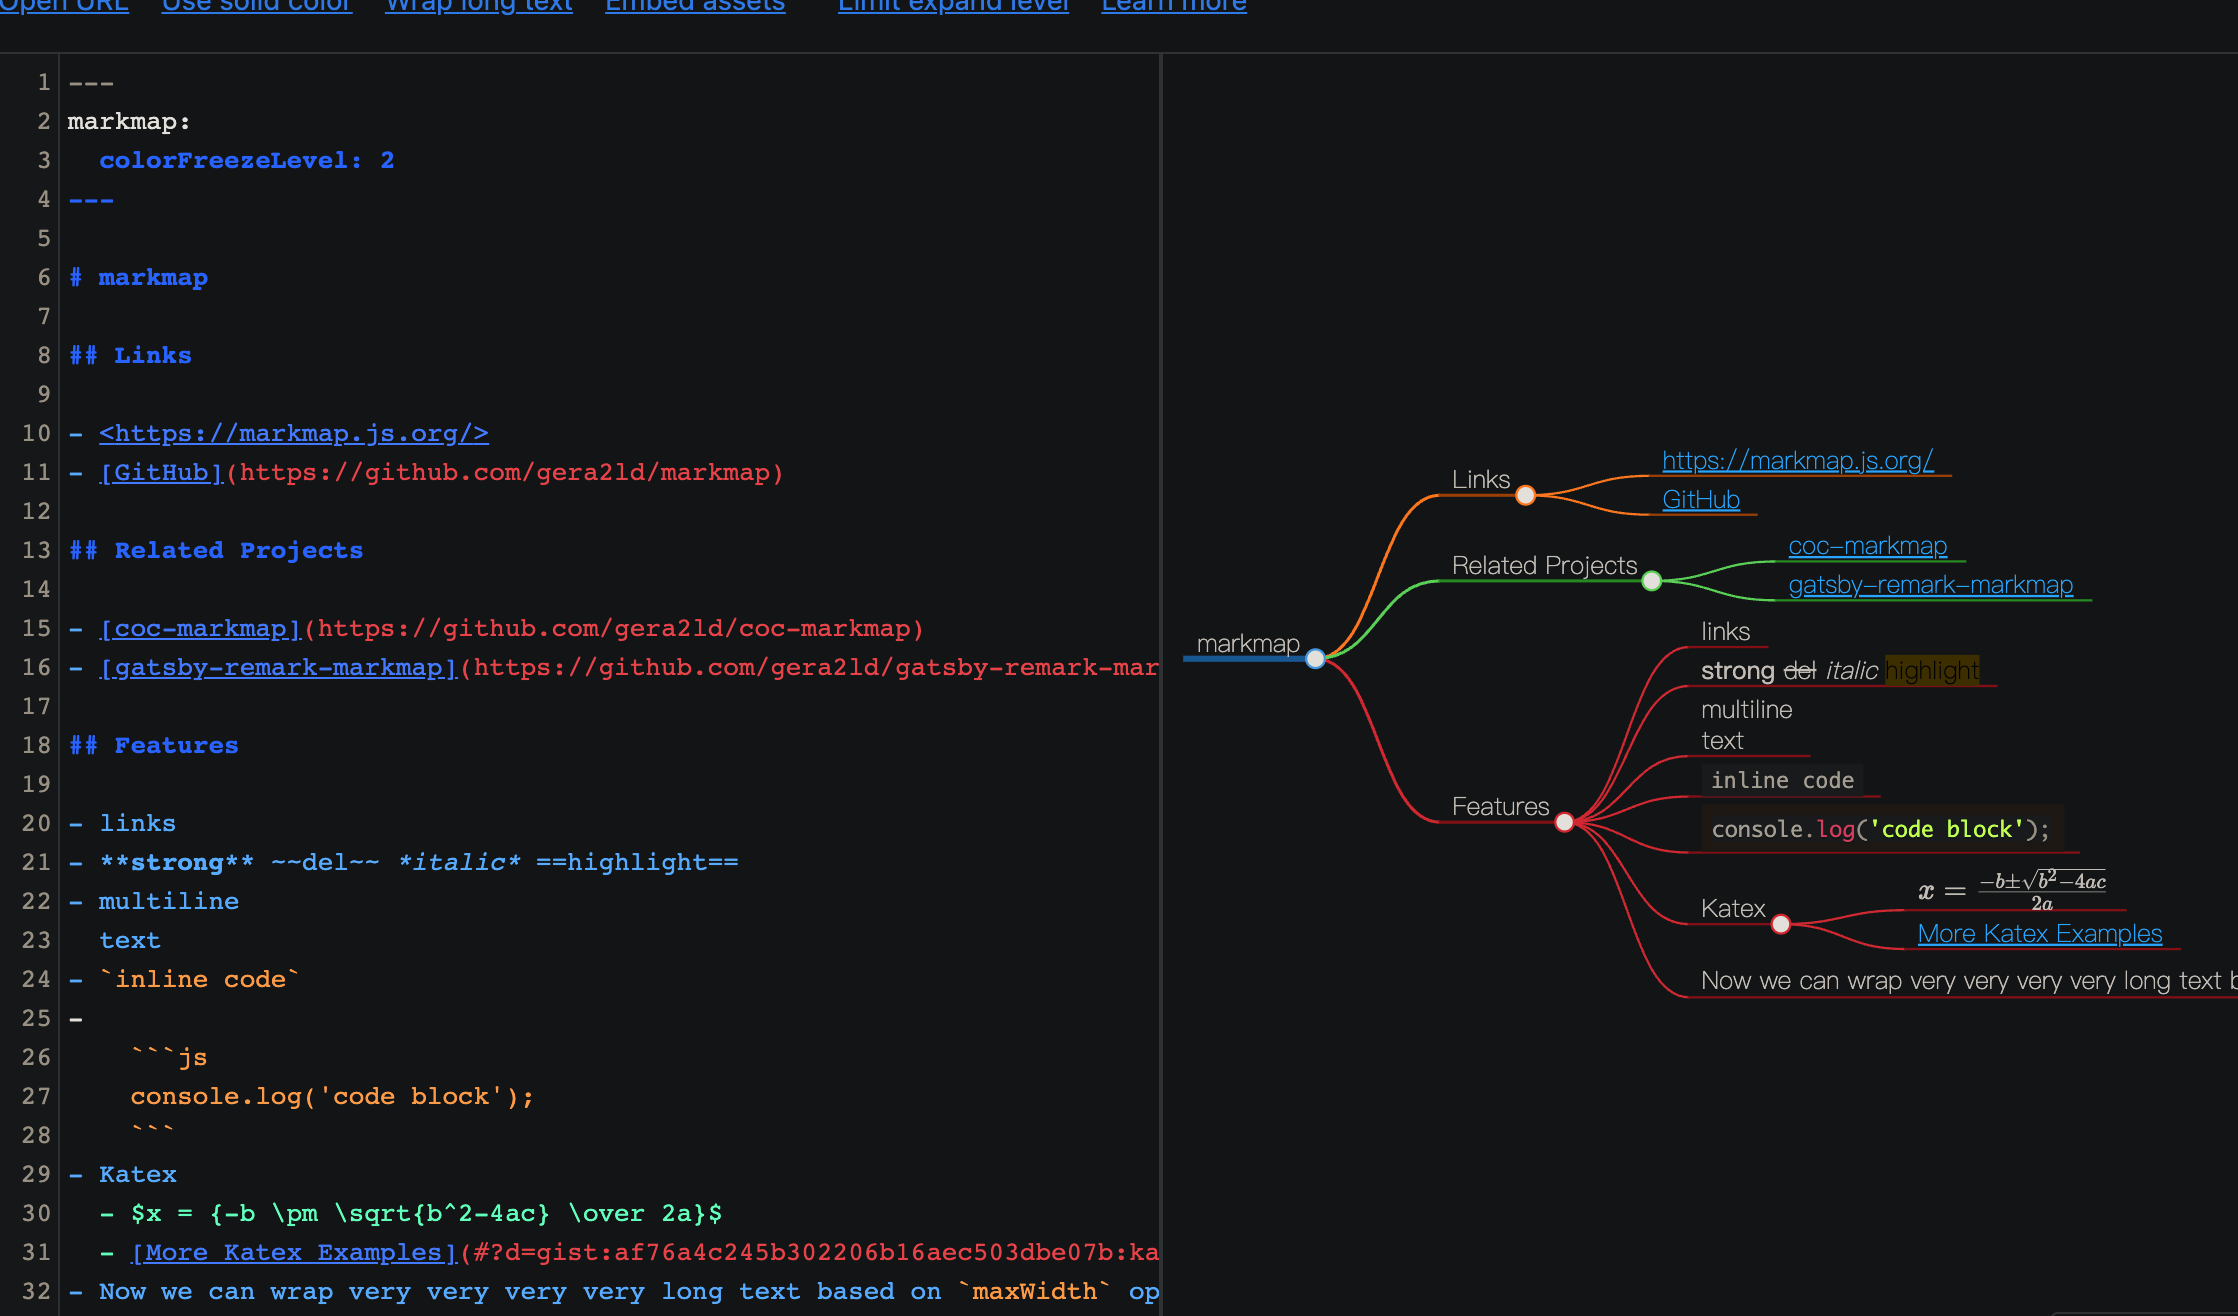 Open URL Use solid color Wrap long text Embed assets Limit expand level Learn more
1 ---
2 markmap:
3   colorFreezeLevel: 2
4 ---
5
6 # markmap
7
8 ## Links
9
10 - <https://markmap.js.org/>
11 - [GitHub](https://github.com/gera2ld/markmap)
12
13 ## Related Projects
14
15 - [coc-markmap](https://github.com/gera2ld/coc-markmap)
16 - [gatsby-remark-markmap](https://github.com/gera2ld/gatsby-remark-mar
17
18 ## Features
19
20 - links
21 - **strong** ~~del~~ *italic* ==highlight==
22 - multiline
23   text
24 - `inline code`
25 -
26     ```js
27     console.log('code block');
28     ```
29 - Katex
30   - $x = {-b \pm \sqrt{b^2-4ac} \over 2a}$
31   - [More Katex Examples](#?d=gist:af76a4c245b302206b16aec503dbe07b:ka
32 - Now we can wrap very very very very long text based on `maxWidth` op
markmap
Links
https://markmap.js.org/
GitHub
Related Projects
coc-markmap
gatsby-remark-markmap
Features
links
strong del italic highlight
multiline
text
inline code
console.log('code block');
Katex
x = −b±√b²−4ac / 2a
More Katex Examples
Now we can wrap very very very very long text b